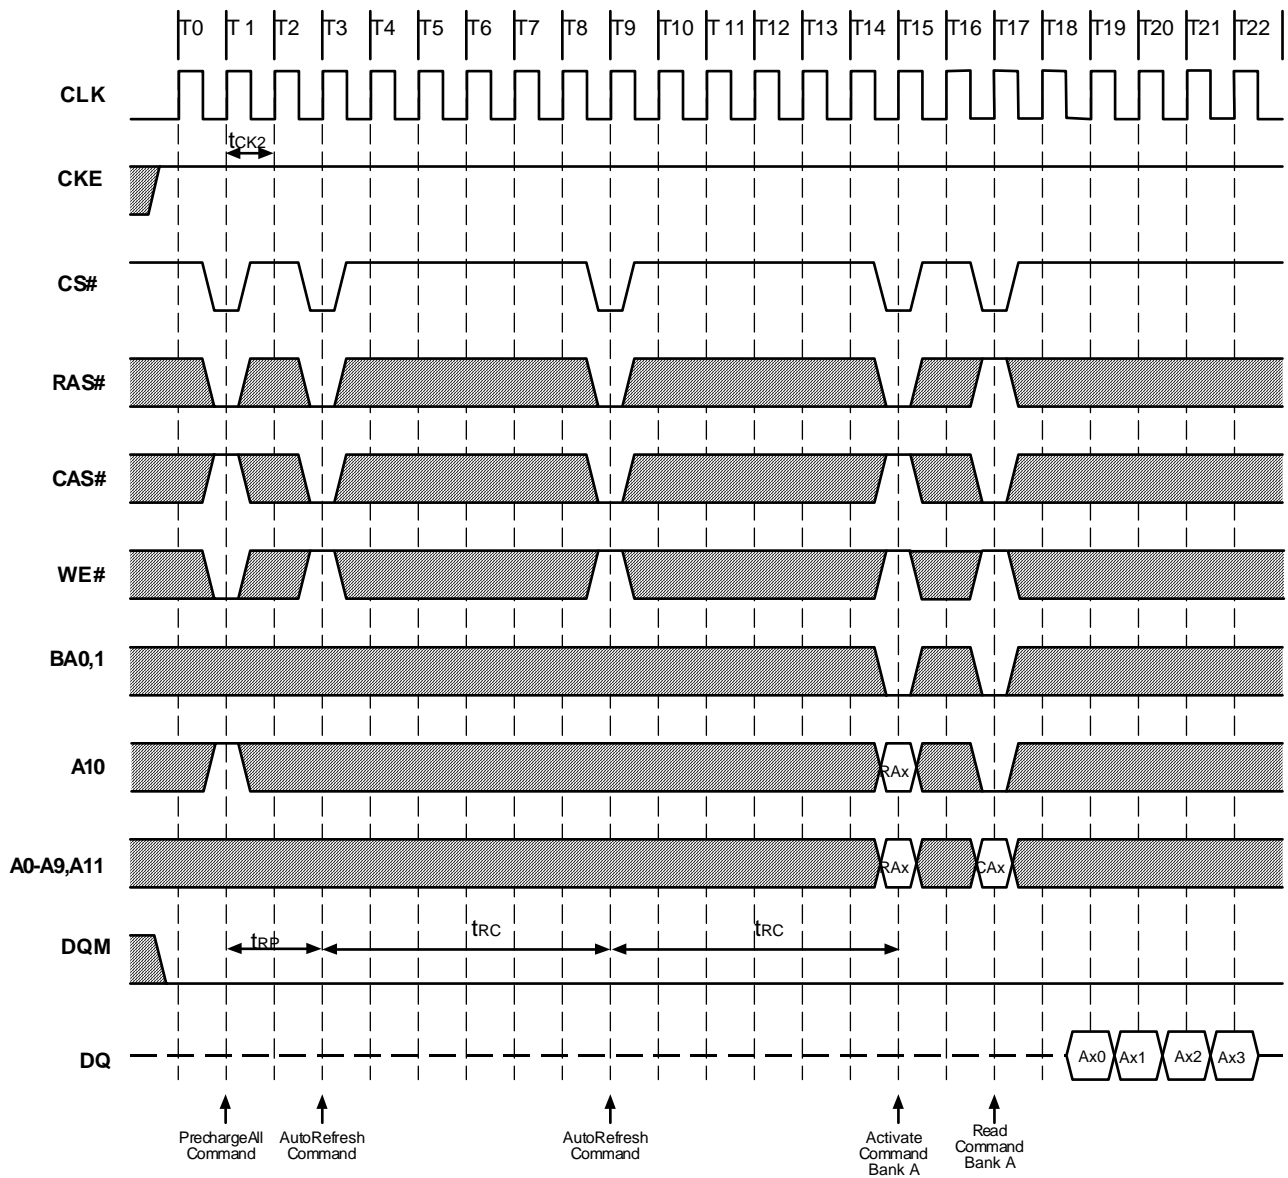 T0 T 1 T2 T3 T4 T5 T6 T7 T8 T9 T10 T 11 T12 T13 T14 T15 T16 T17 T18 T19 T20 T21 T22
CLK
tCK2
CKE
CS#
RAS#
CAS#
WE#
BA0,1
A10
RAx
A0-A9,A11
RAx CAx
DQM
tRP tRC tRC
DQ
Ax0 Ax1 Ax2 Ax3
PrechargeAll
Command
AutoRefresh
Command
AutoRefresh
Command
Activate
Command
Bank A
Read
Command
Bank A